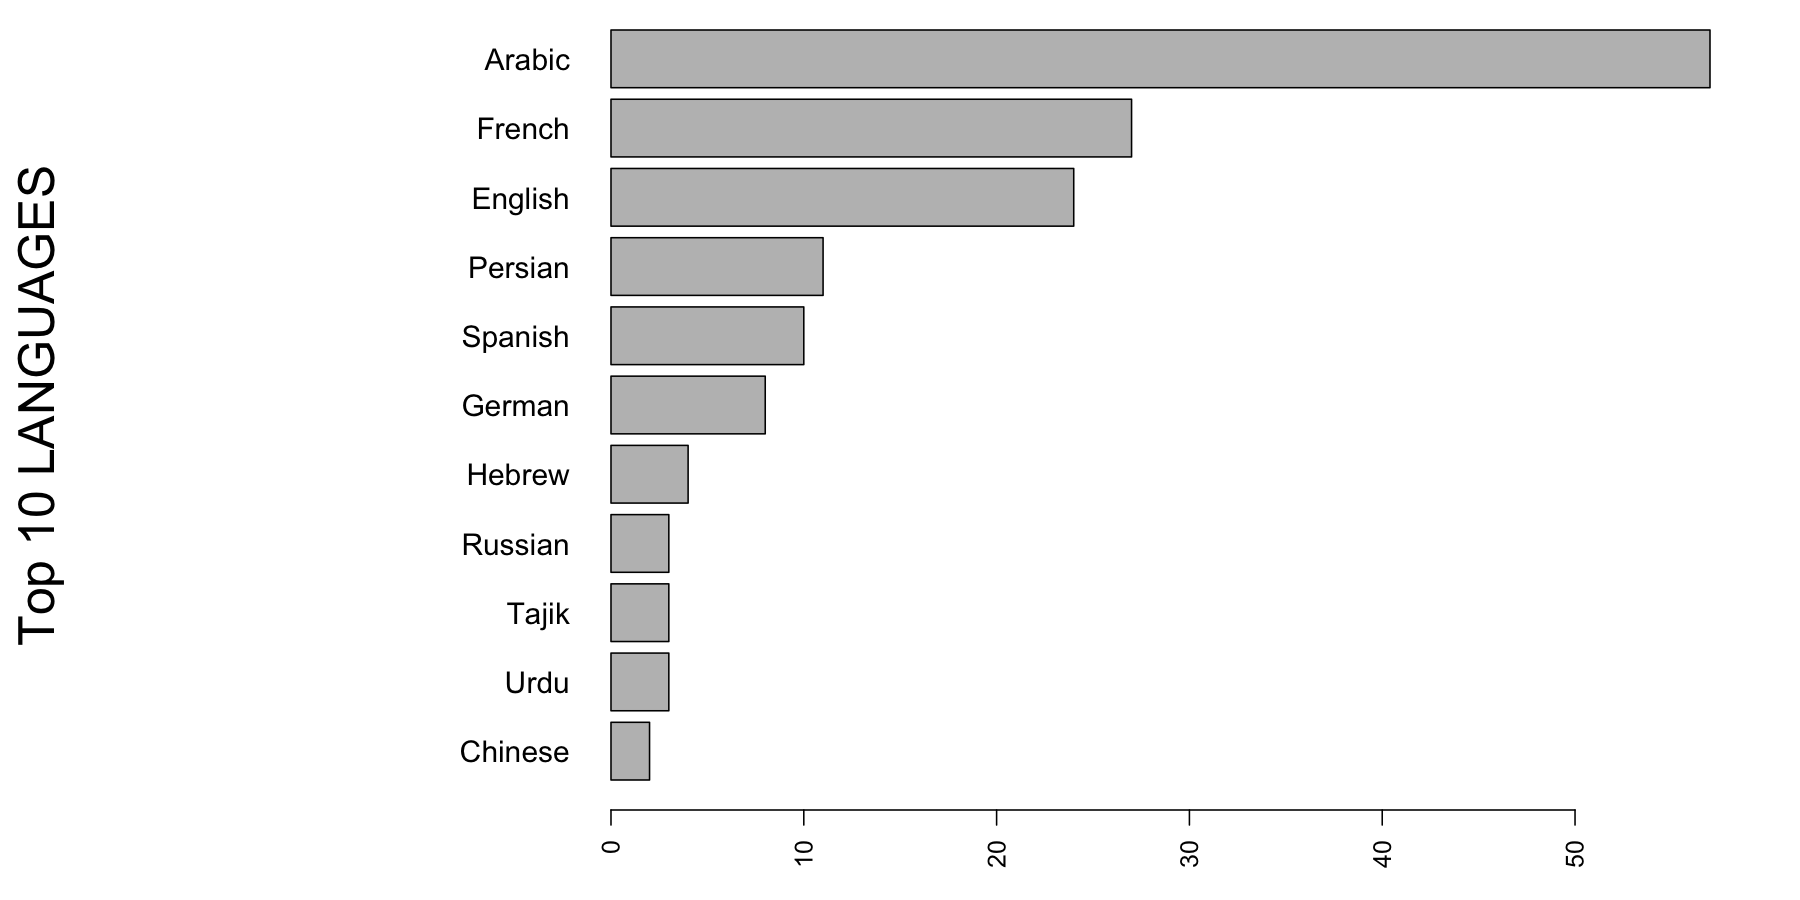 Top 10 LANGUAGES
Arabic
French
English
Persian
Spanish
German
Hebrew
Russian
Tajik
Urdu
Chinese
0 10 20 30 40 50